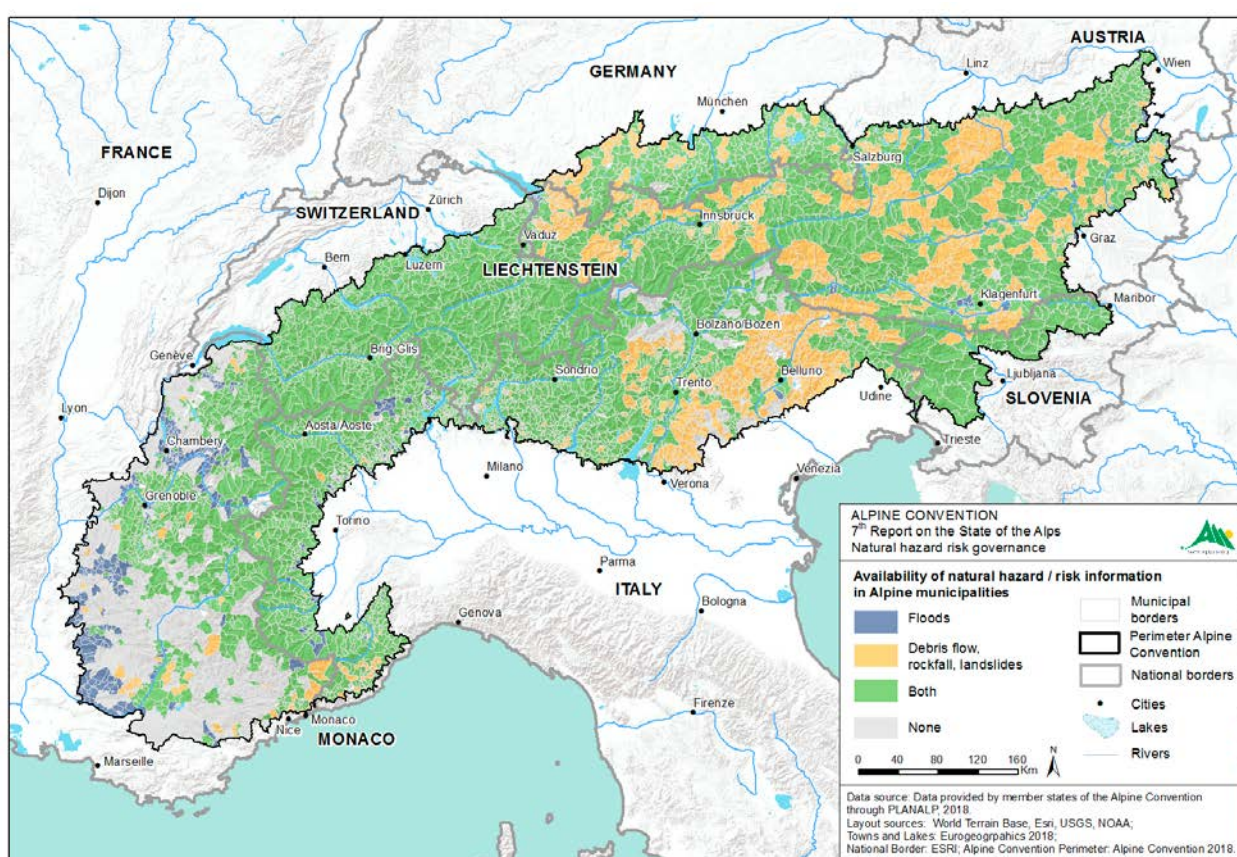 AUSTRIA
Linz
Wien
GERMANY
München
FRANCE
Salzburg
Dijon
SWITZERLAND
Zürich
Innsbruck
Vaduz
Graz
Bern
Luzern
LIECHTENSTEIN
Klagenfurt
Maribor
Bolzano/Bozen
Genève
Brig-Glis
Sondrio
Belluno
Ljubljana
Trento
Udine
SLOVENIA
Lyon
Aosta/Aoste
Chambéry
Trieste
Milano
Venezia
Verona
Grenoble
Torino
Parma
ITALY
Genova
Bologna
Firenze
Monaco
Nice
MONACO
Marseille
ALPINE CONVENTION
7th Report on the State of the Alps
Natural hazard risk governance
Availability of natural hazard / risk information
in Alpine municipalities
Floods
Debris flow,
rockfall, landslides
Both
None
Municipal
borders
Perimeter Alpine
Convention
National borders
Cities
Lakes
Rivers
N
0 40 80 120 160
Km
Data source: Data provided by member states of the Alpine Convention
through PLANALP, 2018.
Layout sources: World Terrain Base, Esri, USGS, NOAA;
Towns and Lakes: Eurogeogrpahics 2018;
National Border: ESRI; Alpine Convention Perimeter: Alpine Convention 2018.